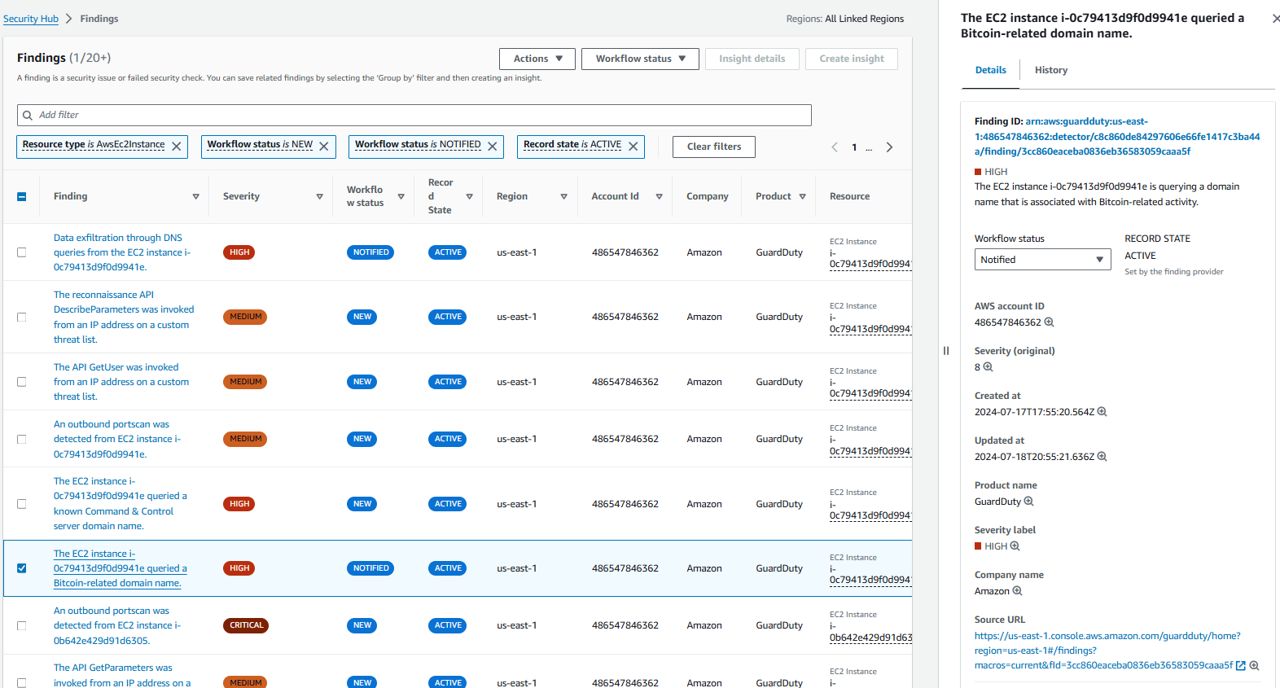 Security Hub > Findings
Regions: All Linked Regions
Findings (1/20+)
Actions
Workflow status
Insight details
Create insight
A finding is a security issue or failed security check. You can save related findings by selecting the 'Group by' filter and then creating an insight.
Add filter
Resource type is AwsEc2Instance
Workflow status is NEW
Workflow status is NOTIFIED
Record state is ACTIVE
Clear filters
1 ...
Finding
Severity
Workflo
w status
Recor
d
State
Region
Account Id
Company
Product
Resource
Data exfiltration through DNS
queries from the EC2 instance i-
0c79413d9f0d9941e.
HIGH
NOTIFIED
ACTIVE
us-east-1
486547846362
Amazon
GuardDuty
EC2 Instance
i-
0c79413d9f0d9941
The reconnaissance API
DescribeParameters was invoked
from an IP address on a custom
threat list.
MEDIUM
NEW
ACTIVE
us-east-1
486547846362
Amazon
GuardDuty
EC2 Instance
i-
0c79413d9f0d9941
The API GetUser was invoked
from an IP address on a custom
threat list.
MEDIUM
NEW
ACTIVE
us-east-1
486547846362
Amazon
GuardDuty
EC2 Instance
i-
0c79413d9f0d9941
An outbound portscan was
detected from EC2 instance i-
0c79413d9f0d9941e.
MEDIUM
NEW
ACTIVE
us-east-1
486547846362
Amazon
GuardDuty
EC2 Instance
i-
0c79413d9f0d9941
The EC2 instance i-
0c79413d9f0d9941e queried a
known Command & Control
server domain name.
HIGH
NEW
ACTIVE
us-east-1
486547846362
Amazon
GuardDuty
EC2 Instance
i-
0c79413d9f0d9941
The EC2 instance i-
0c79413d9f0d9941e queried a
Bitcoin-related domain name.
HIGH
NOTIFIED
ACTIVE
us-east-1
486547846362
Amazon
GuardDuty
EC2 Instance
i-
0c79413d9f0d9941
An outbound portscan was
detected from EC2 instance i-
0b642e429d91d6305.
CRITICAL
NEW
ACTIVE
us-east-1
486547846362
Amazon
GuardDuty
EC2 Instance
i-
0b642e429d91d63
The API GetParameters was
invoked from an IP address on a
MEDIUM
NEW
ACTIVE
us-east-1
486547846362
Amazon
GuardDuty
EC2 Instance
i-
The EC2 instance i-0c79413d9f0d9941e queried a
Bitcoin-related domain name.
Details
History
Finding ID: arn:aws:guardduty:us-east-
1:486547846362:detector/c8c860de84297606e66fe1417c3ba44
a/finding/3cc860eaceba0836eb36583059caaa5f
HIGH
The EC2 instance i-0c79413d9f0d9941e is querying a domain
name that is associated with Bitcoin-related activity.
Workflow status
Notified
RECORD STATE
ACTIVE
Set by the finding provider
AWS account ID
486547846362
Severity (original)
8
Created at
2024-07-17T17:55:20.564Z
Updated at
2024-07-18T20:55:21.636Z
Product name
GuardDuty
Severity label
HIGH
Company name
Amazon
Source URL
https://us-east-1.console.aws.amazon.com/guardduty/home?
region=us-east-1#/findings?
macros=current&fId=3cc860eaceba0836eb36583059caaa5f